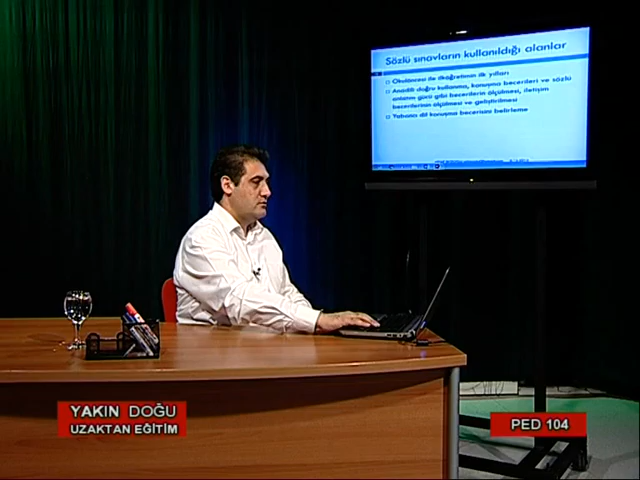 Sözlü sınavların kullanıldığı alanlar
Okulöncesi ile ilköğretimin ilk yılları
Anadili doğru kullanma, konuşma becerileri ve sözlü
anlatım gücü gibi becerilerin ölçülmesi, iletişim
becerilerinin ölçülmesi ve geliştirilmesi
Yabancı dil konuşma becerisini belirleme
YAKIN DOĞU
UZAKTAN EĞİTİM
PED 104